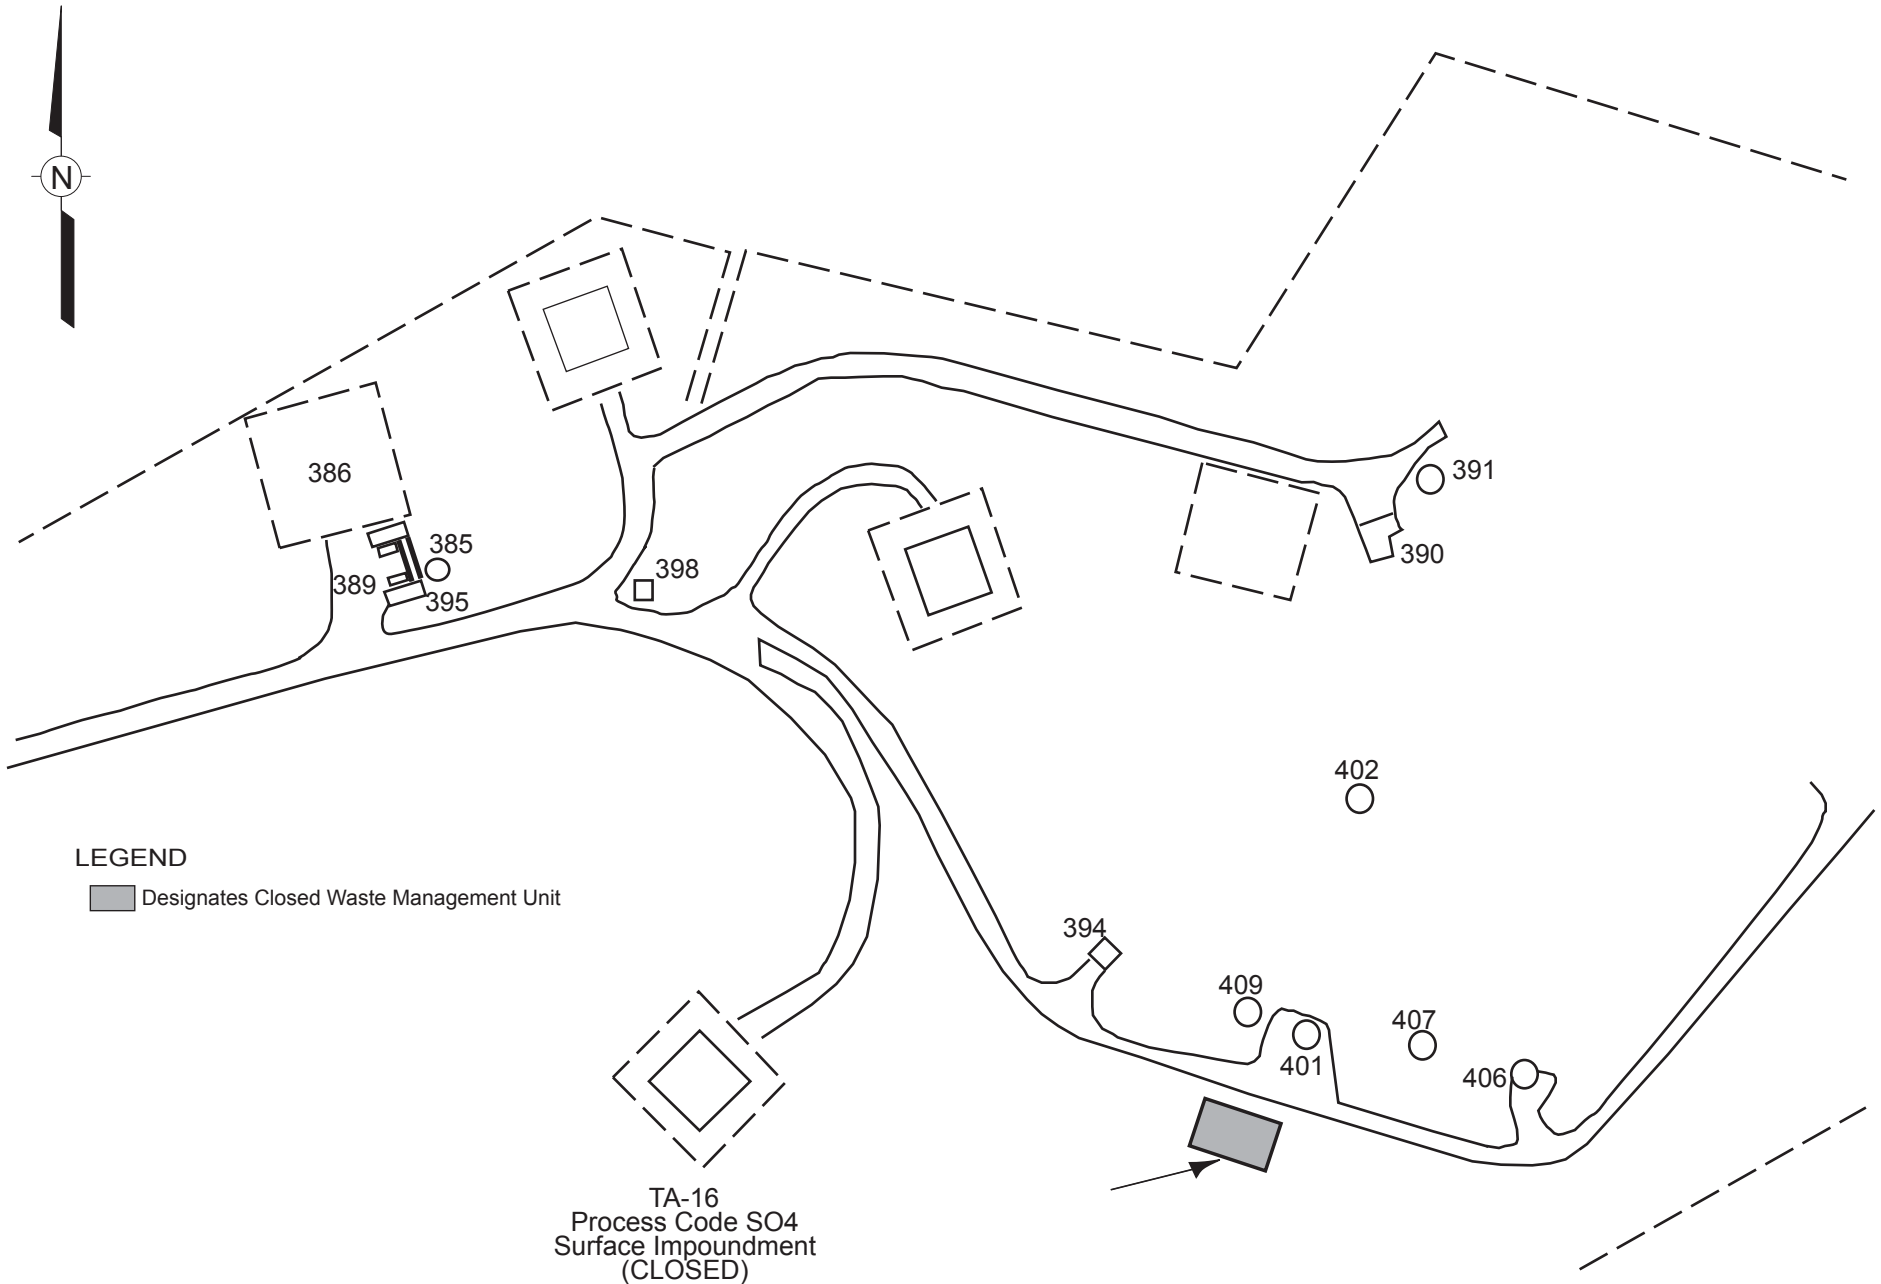 N
386
391
385
390
398
389
395
402
LEGEND
Designates Closed Waste Management Unit
394
409
407
401
406
TA-16
Process Code SO4
Surface Impoundment
(CLOSED)